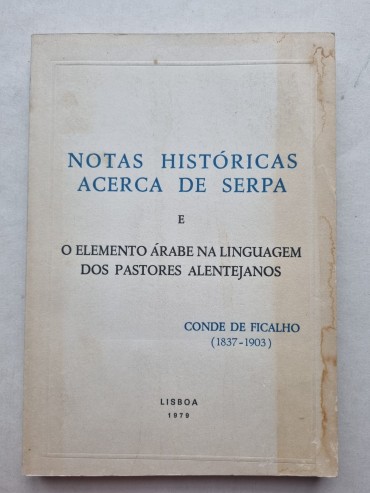 NOTAS HISTÓRICAS
ACERCA DE SERPA
E
O ELEMENTO ÁRABE NA LINGUAGEM
DOS PASTORES ALENTEJANOS
CONDE DE FICALHO
(1837-1903)
LISBOA
1979